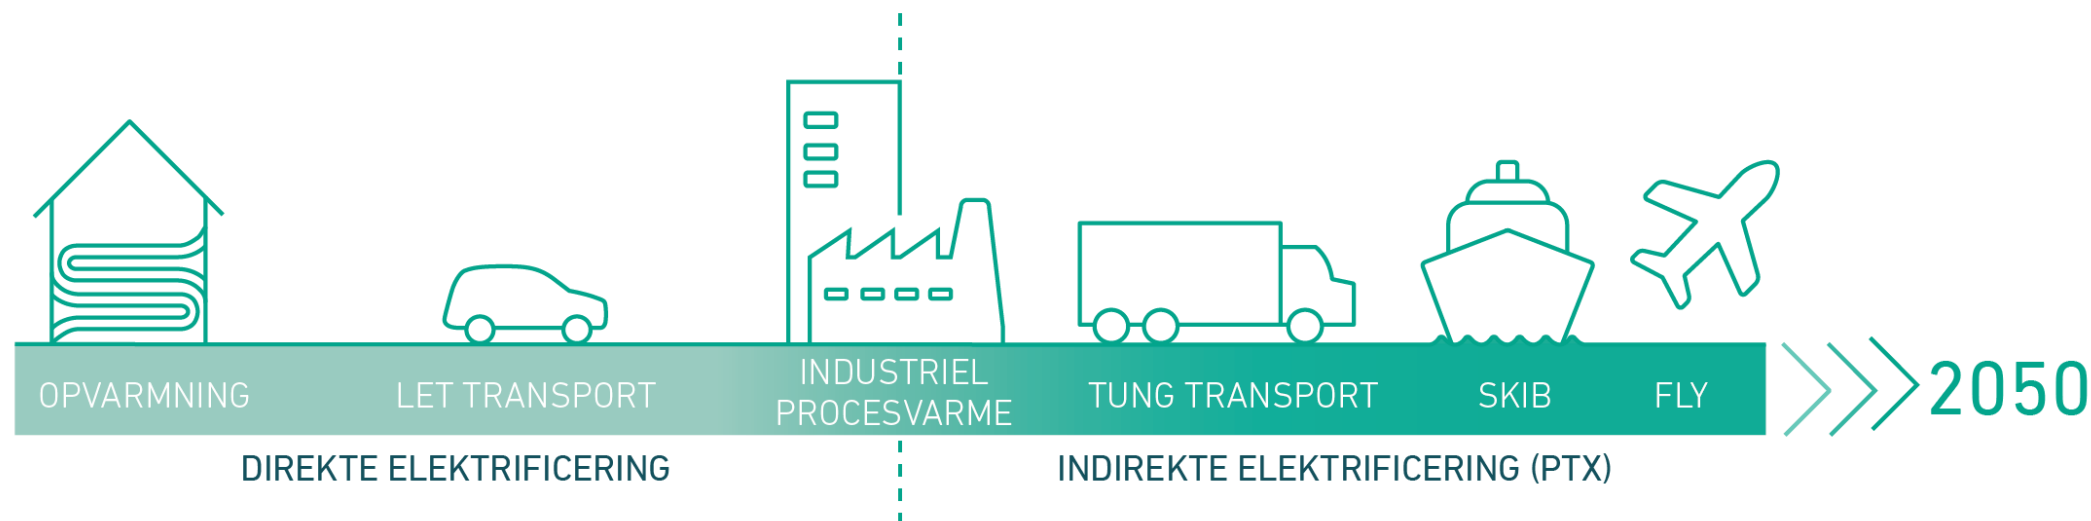 OPVARMNING
LET TRANSPORT
INDUSTRIEL
PROCESVARME
TUNG TRANSPORT
SKIB
FLY
2050
DIREKTE ELEKTRIFICERING
INDIREKTE ELEKTRIFICERING (PTX)